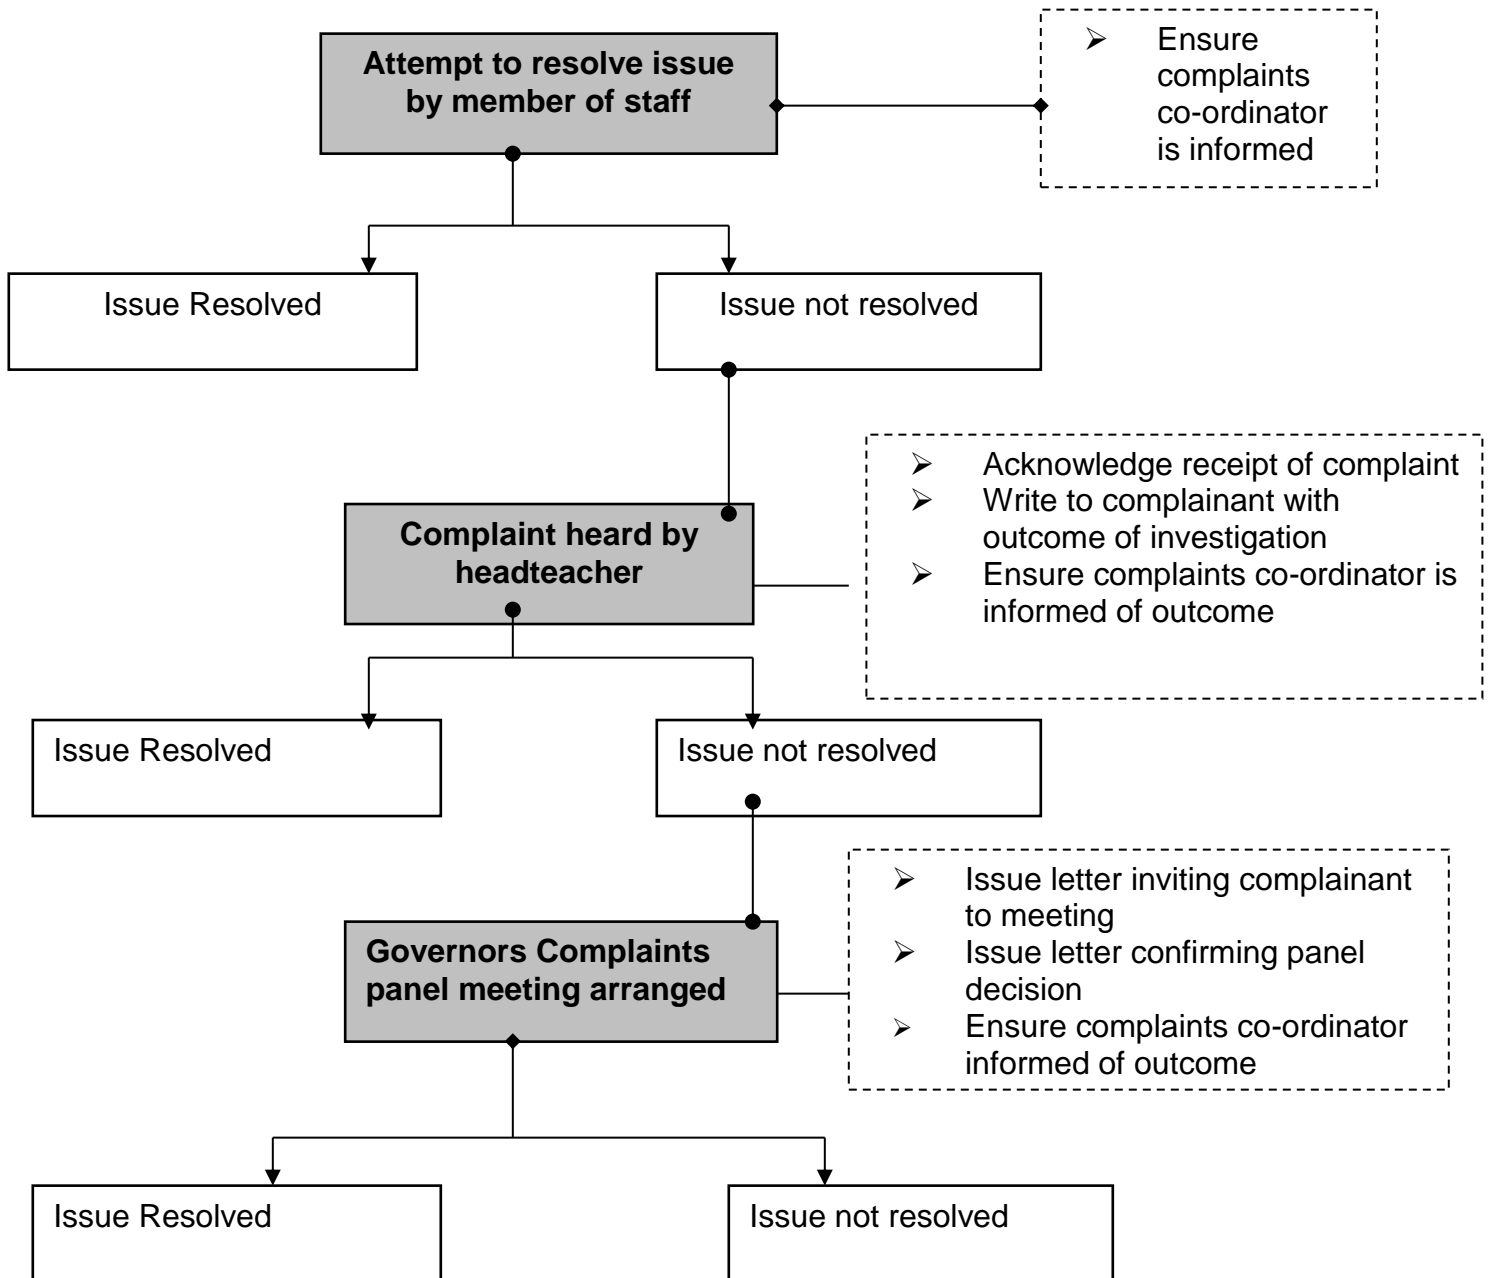 Attempt to resolve issue
by member of staff
➢ Ensure
complaints
co-ordinator
is informed
Issue Resolved
Issue not resolved
➢ Acknowledge receipt of complaint
➢ Write to complainant with
outcome of investigation
➢ Ensure complaints co-ordinator is
informed of outcome
Complaint heard by
headteacher
Issue Resolved
Issue not resolved
➢ Issue letter inviting complainant
to meeting
➢ Issue letter confirming panel
decision
➢ Ensure complaints co-ordinator
informed of outcome
Governors Complaints
panel meeting arranged
Issue Resolved
Issue not resolved